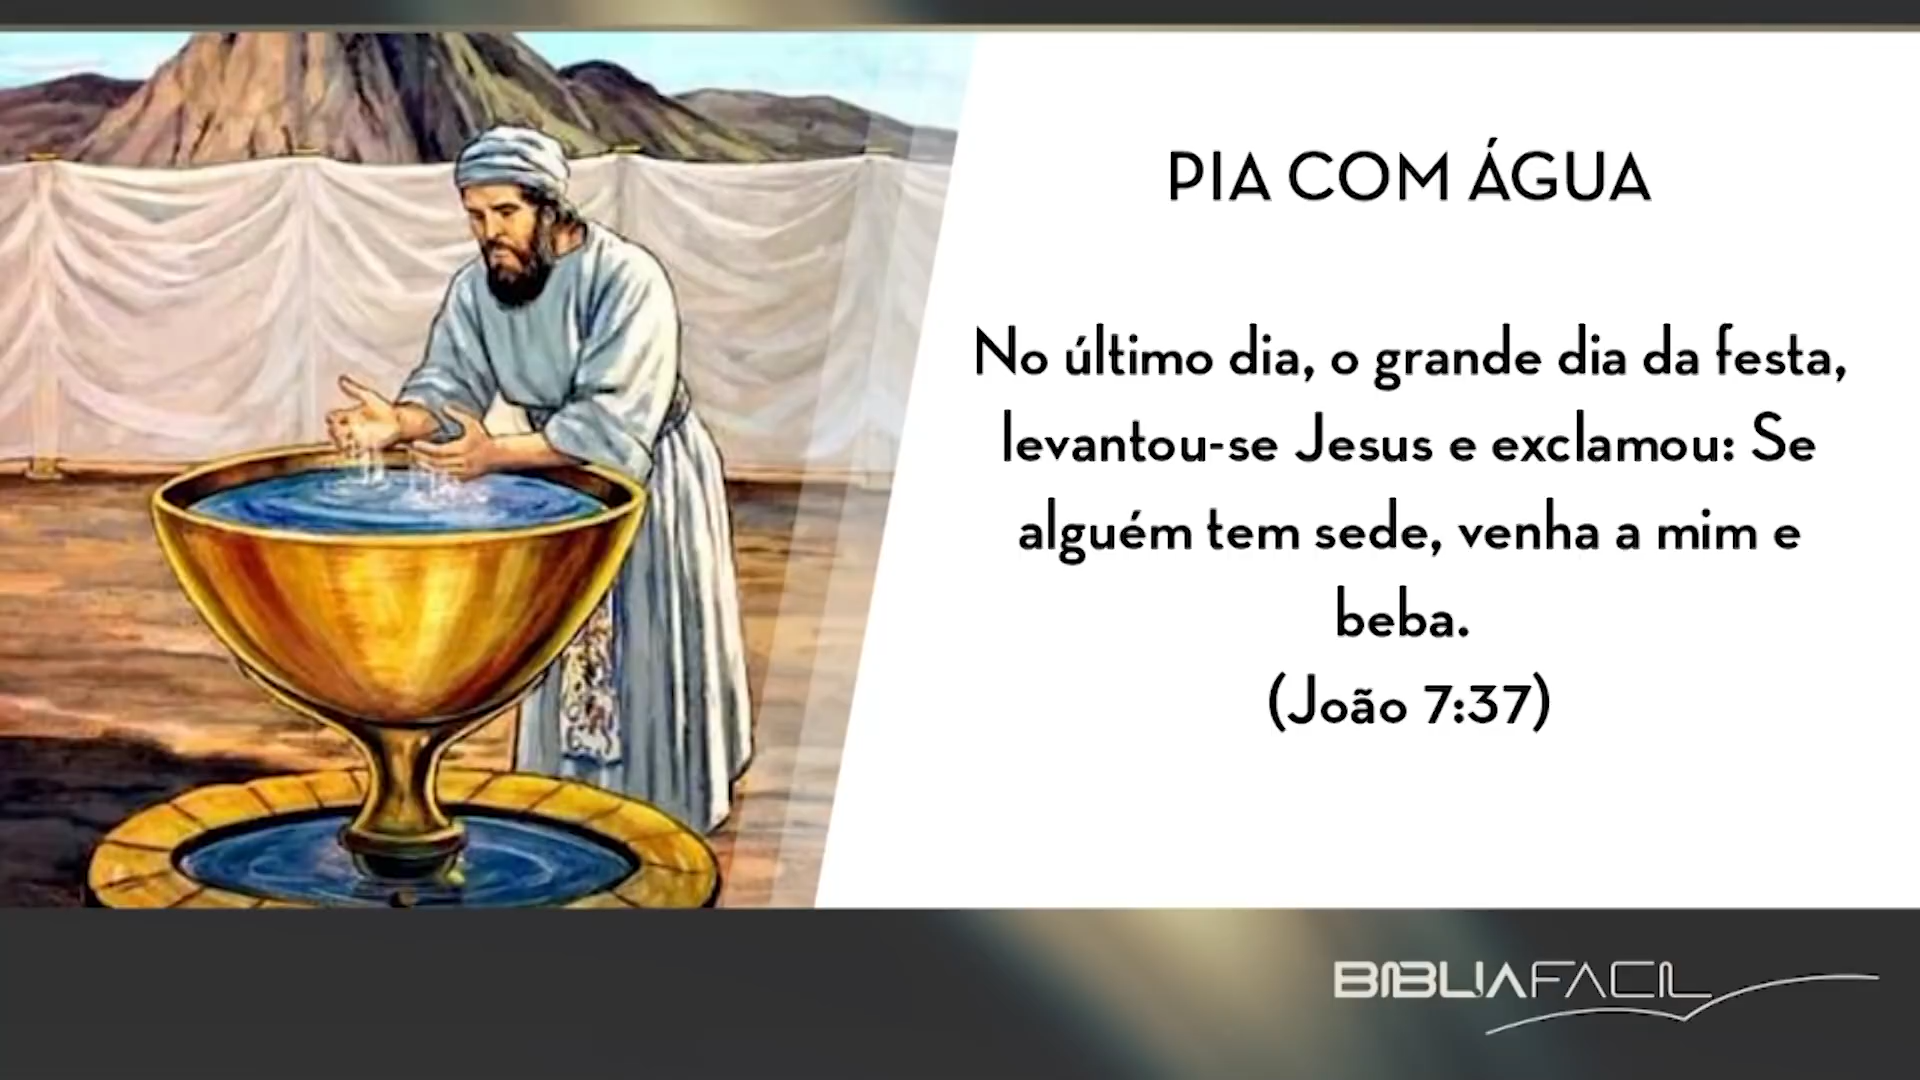 PIA COM ÁGUA
No último dia, o grande dia da festa,
levantou-se Jesus e exclamou: Se
alguém tem sede, venha a mim e
beba.
(João 7:37)
BIBLIAFACIL